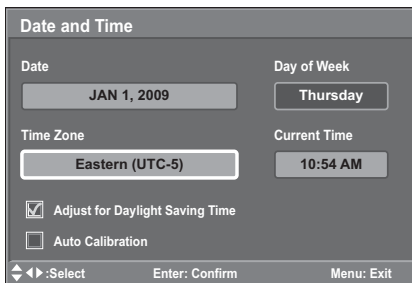 Date and Time
Date Day of Week
JAN 1, 2009 Thursday
Time Zone Current Time
Eastern (UTC-5) 10:54 AM
Adjust for Daylight Saving Time
Auto Calibration
:Select Enter: Confirm Menu: Exit